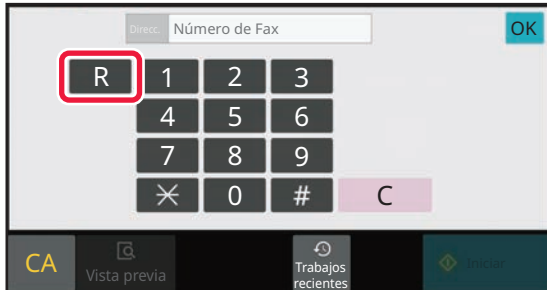 Direcc. Número de Fax OK
R 1 2 3
4 5 6
7 8 9
* 0 # C
CA Vista previa Trabajos recientes Iniciar